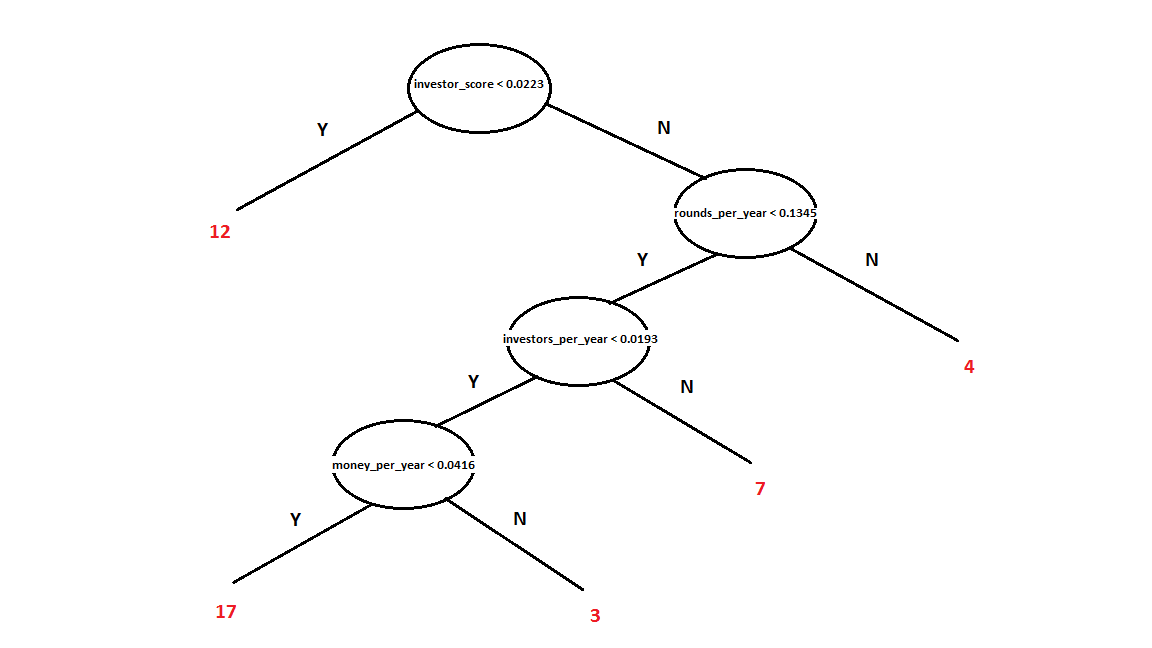 investor_score < 0.0223
Y
N
12
rounds_per_year < 0.1345
Y
N
investors_per_year < 0.0193
4
Y
N
money_per_year < 0.0416
7
Y
N
17
3